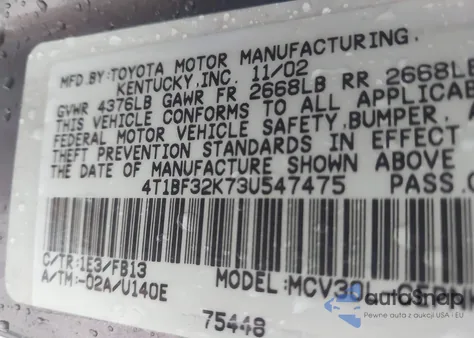 MFD.BY:TOYOTA MOTOR MANUFACTURING.
KENTUCKY,INC. 11/02
GVWR 4376LB GAWR FR 2668LB RR 2668LB
THIS VEHICLE CONFORMS TO ALL APPLICAB
FEDERAL MOTOR VEHICLE SAFETY,BUMPER, A
THEFT PREVENTION STANDARDS IN EFFECT
THE DATE OF MANUFACTURE SHOWN ABOVE
4T1BF32K73U547475 PASS.C
C/TR:1E3/FB13
A/TM:-02A/U140E
MODEL:MCV30L
autoSnap
Pewne auta z aukcji USA i EU
75448